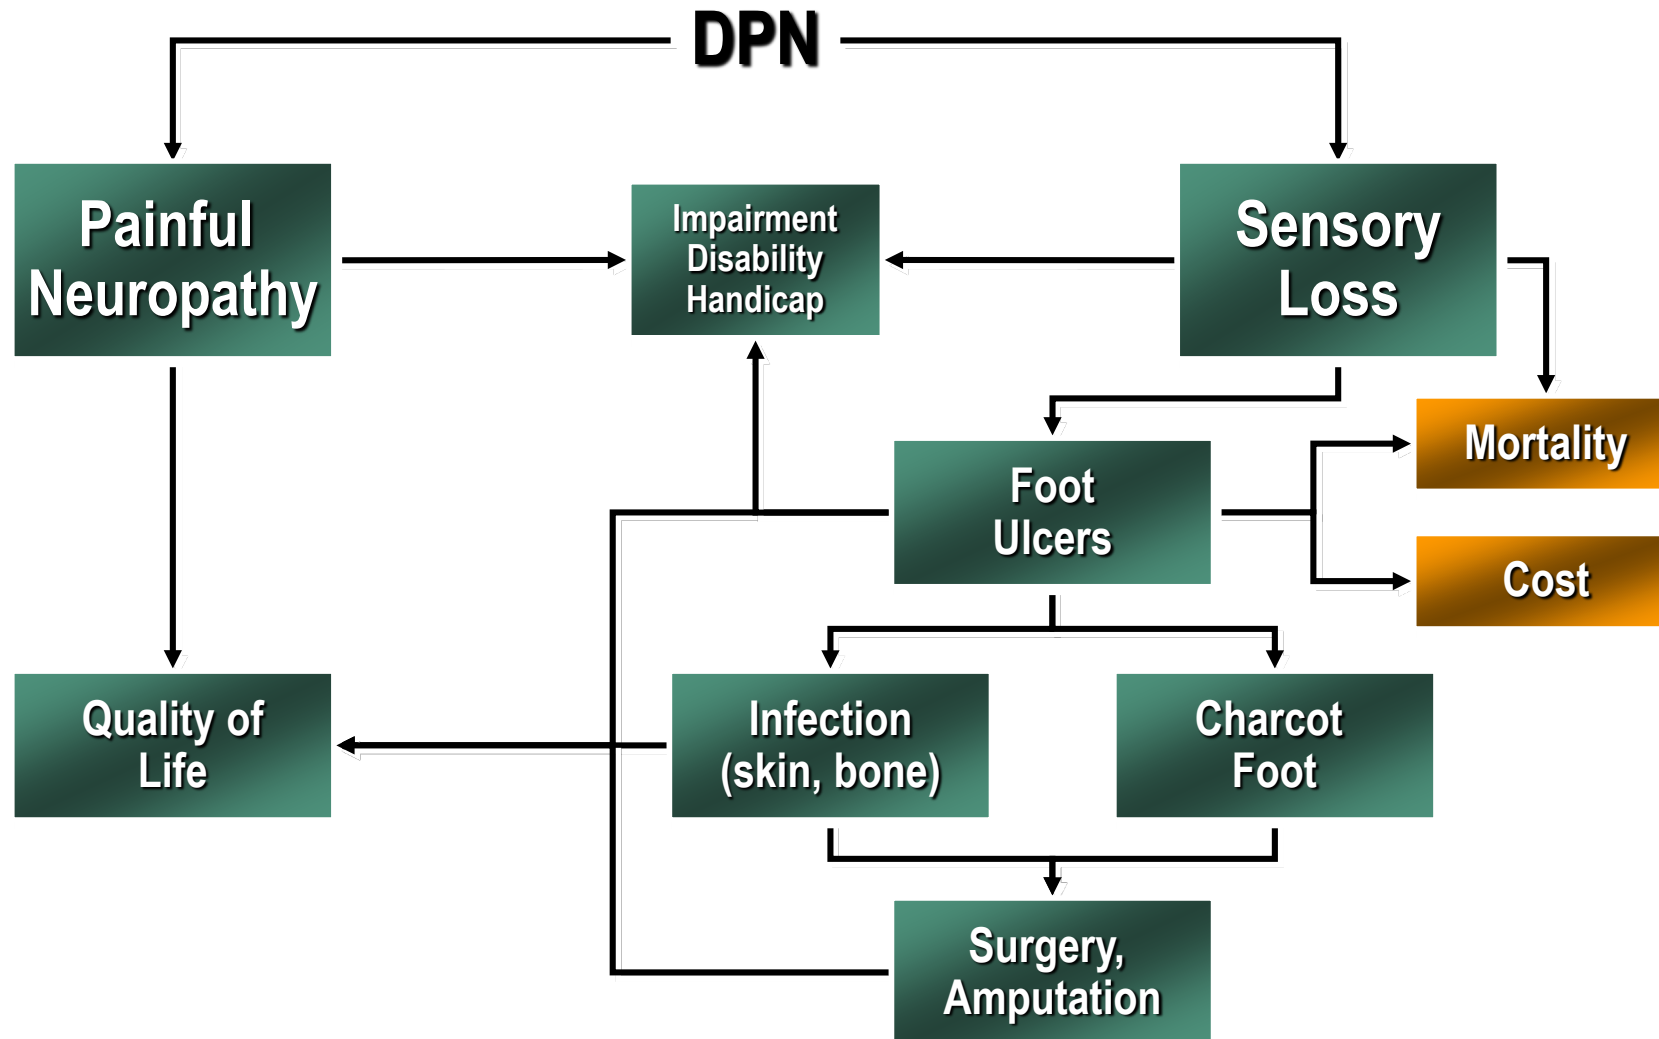 DPN
Painful
Neuropathy
Impairment
Disability
Handicap
Sensory
Loss
Mortality
Foot
Ulcers
Cost
Quality of
Life
Infection
(skin, bone)
Charcot
Foot
Surgery,
Amputation